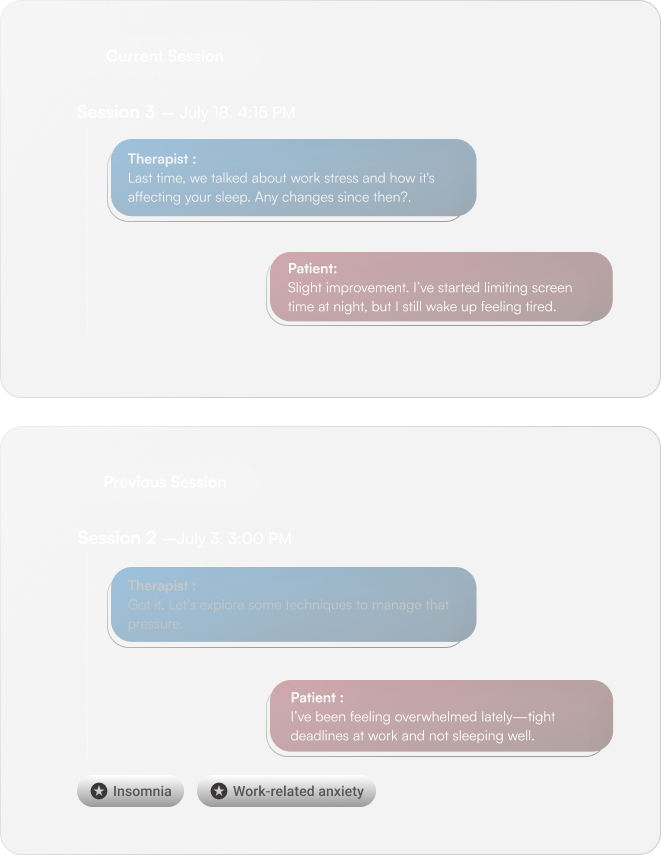 Current Session
Session 3 — July 18, 4:15 PM
Therapist :
Last time, we talked about work stress and how it's
affecting your sleep. Any changes since then?.
Patient:
Slight improvement. I've started limiting screen
time at night, but I still wake up feeling tired.
Previous Session
Session 2 —July 3, 3:00 PM
Therapist :
Got it. Let's explore some techniques to manage that
pressure.
Patient :
I've been feeling overwhelmed lately—tight
deadlines at work and not sleeping well.
Insomnia
Work-related anxiety